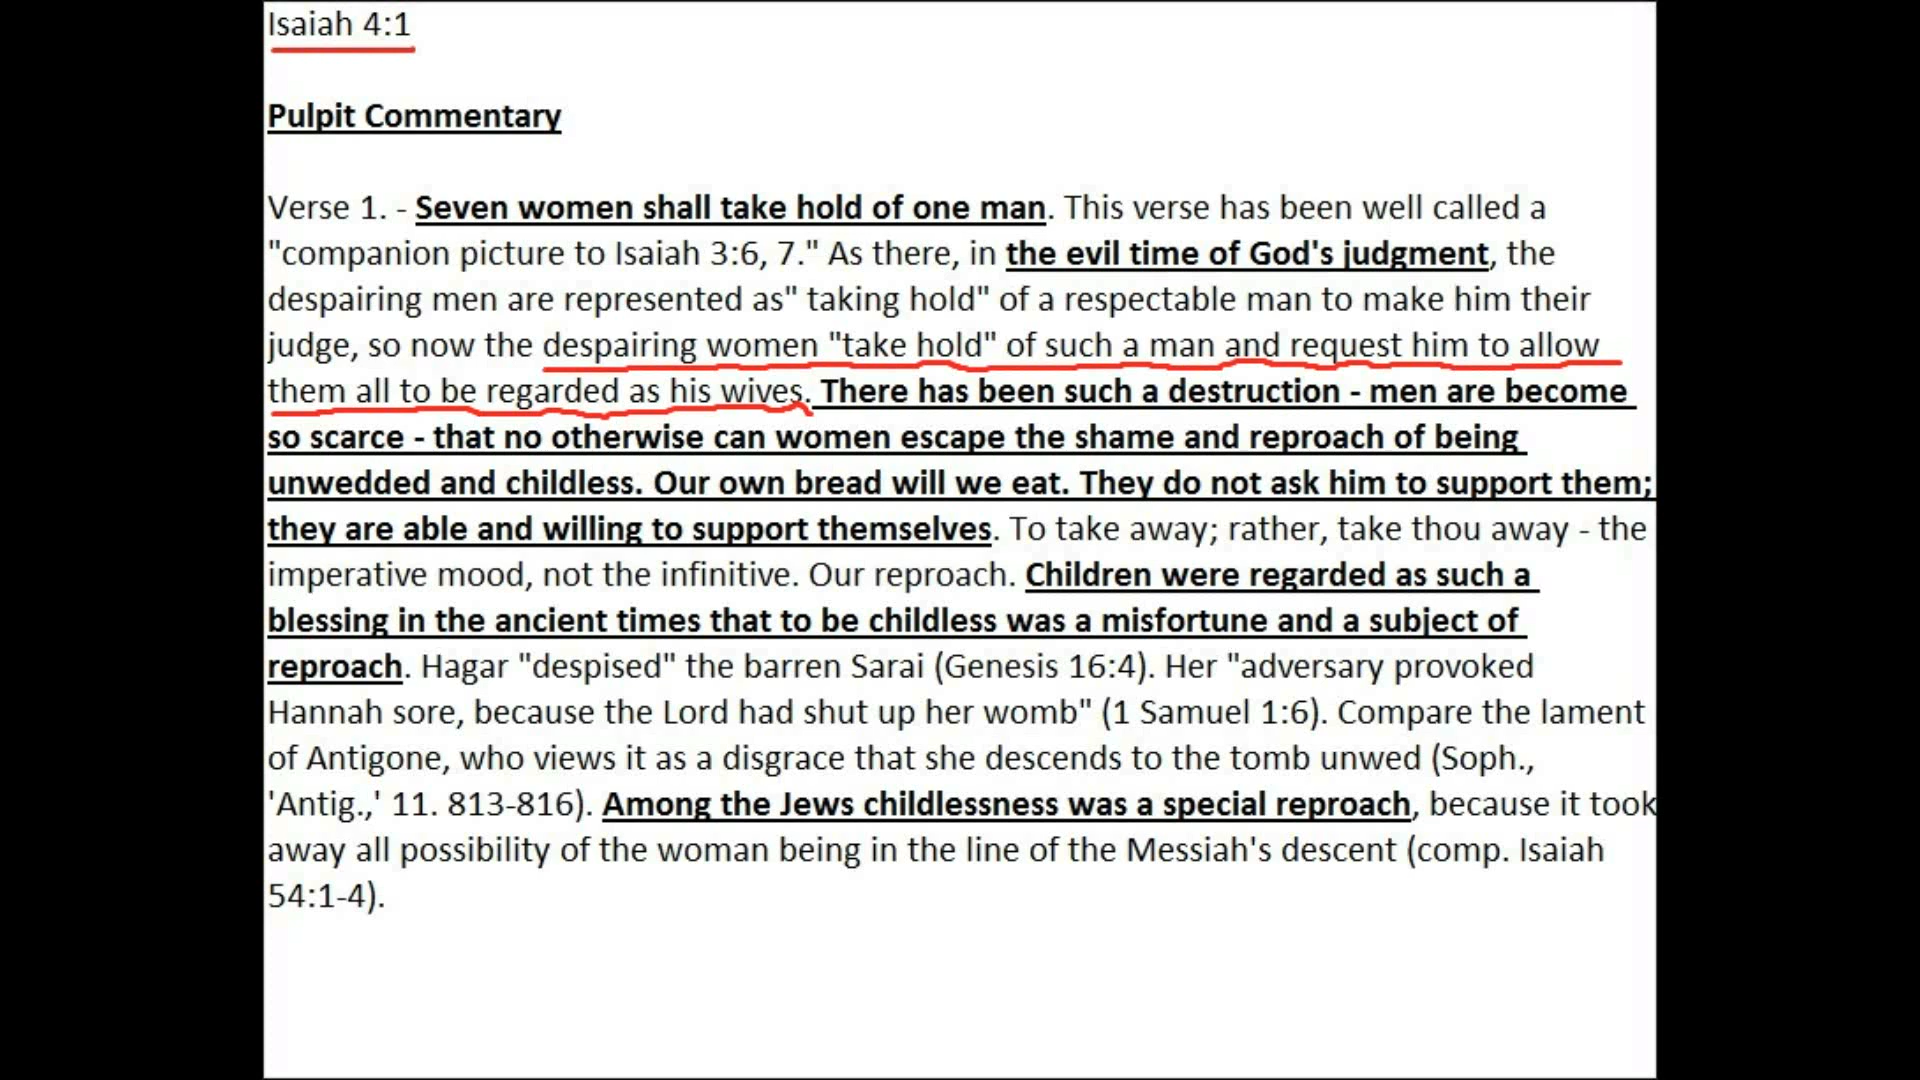 Isaiah 4:1
Pulpit Commentary
Verse 1. - Seven women shall take hold of one man. This verse has been well called a
"companion picture to Isaiah 3:6, 7." As there, in the evil time of God's judgment, the
despairing men are represented as" taking hold" of a respectable man to make him their
judge, so now the despairing women "take hold" of such a man and request him to allow
them all to be regarded as his wives. There has been such a destruction - men are become
so scarce - that no otherwise can women escape the shame and reproach of being
unwedded and childless. Our own bread will we eat. They do not ask him to support them;
they are able and willing to support themselves. To take away; rather, take thou away - the
imperative mood, not the infinitive. Our reproach. Children were regarded as such a
blessing in the ancient times that to be childless was a misfortune and a subject of
reproach. Hagar "despised" the barren Sarai (Genesis 16:4). Her "adversary provoked
Hannah sore, because the Lord had shut up her womb" (1 Samuel 1:6). Compare the lament
of Antigone, who views it as a disgrace that she descends to the tomb unwed (Soph.,
'Antig.,' 11. 813-816). Among the Jews childlessness was a special reproach, because it took
away all possibility of the woman being in the line of the Messiah's descent (comp. Isaiah
54:1-4).